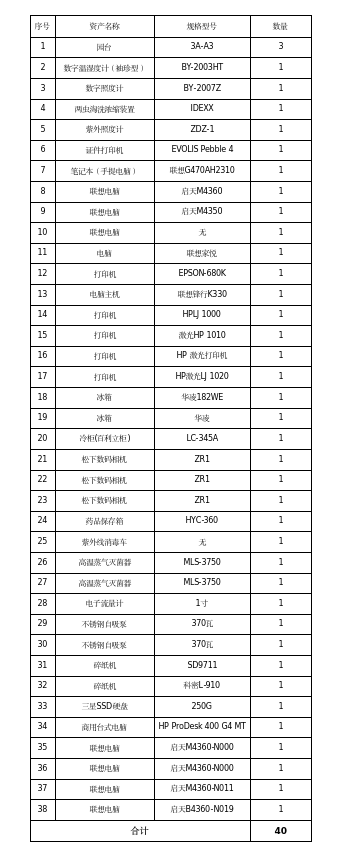 序号 资产名称 规格型号 数量
1 园台 3A-A3 3
2 数字温湿度计（袖珍型） BY-2003HT 1
3 数字照度计 BY-2007Z 1
4 两虫淘洗浓缩装置 IDEXX 1
5 紫外照度计 ZDZ-1 1
6 证件打印机 EVOLIS Pebble 4 1
7 笔记本（手提电脑） 联想G470AH2310 1
8 联想电脑 启天M4360 1
9 联想电脑 启天M4350 1
10 联想电脑 无 1
11 电脑 联想家悦 1
12 打印机 EPSON-680K 1
13 电脑主机 联想锋行K330 1
14 打印机 HPLJ 1000 1
15 打印机 激光HP 1010 1
16 打印机 HP 激光打印机 1
17 打印机 HP激光LJ 1020 1
18 冰箱 华凌182WE 1
19 冰箱 华凌 1
20 冷柜(百利立柜) LC-345A 1
21 松下数码相机 ZR1 1
22 松下数码相机 ZR1 1
23 松下数码相机 ZR1 1
24 药品保存箱 HYC-360 1
25 紫外线消毒车 无 1
26 高温蒸气灭菌器 MLS-3750 1
27 高温蒸气灭菌器 MLS-3750 1
28 电子流量计 1寸 1
29 不锈钢自吸泵 370瓦 1
30 不锈钢自吸泵 370瓦 1
31 碎纸机 SD9711 1
32 碎纸机 科密L-910 1
33 三星SSD硬盘 250G 1
34 商用台式电脑 HP ProDesk 400 G4 MT 1
35 联想电脑 启天M4360-N000 1
36 联想电脑 启天M4360-N000 1
37 联想电脑 启天M4360-N011 1
38 联想电脑 启天B4360-N019 1
合计 40